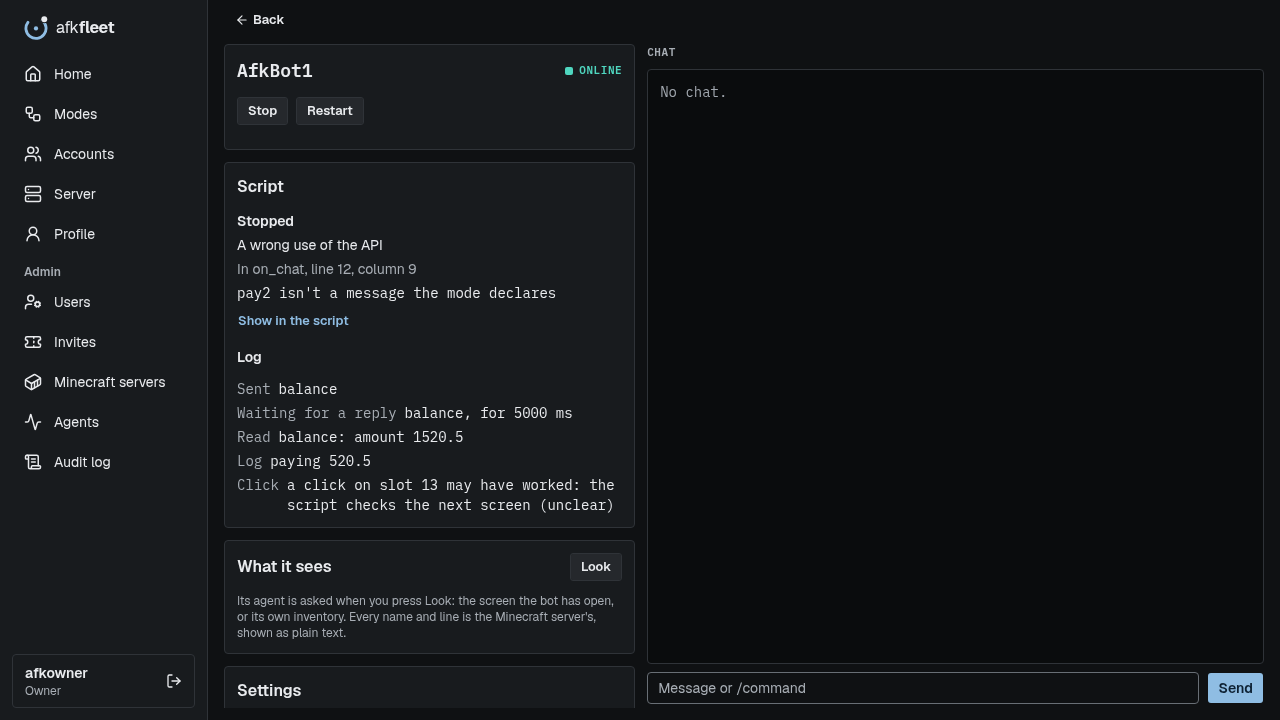 afkfleet
Home
Modes
Accounts
Server
Profile
Admin
Users
Invites
Minecraft servers
Agents
Audit log
afkowner
Owner
Back
AfkBot1
ONLINE
Stop
Restart
Script
Stopped
A wrong use of the API
In on_chat, line 12, column 9
pay2 isn't a message the mode declares
Show in the script
Log
Sent balance
Waiting for a reply balance, for 5000 ms
Read balance: amount 1520.5
Log paying 520.5
Click a click on slot 13 may have worked: the
script checks the next screen (unclear)
What it sees
Look
Its agent is asked when you press Look: the screen the bot has open,
or its own inventory. Every name and line is the Minecraft server's,
shown as plain text.
Settings
CHAT
No chat.
Message or /command
Send